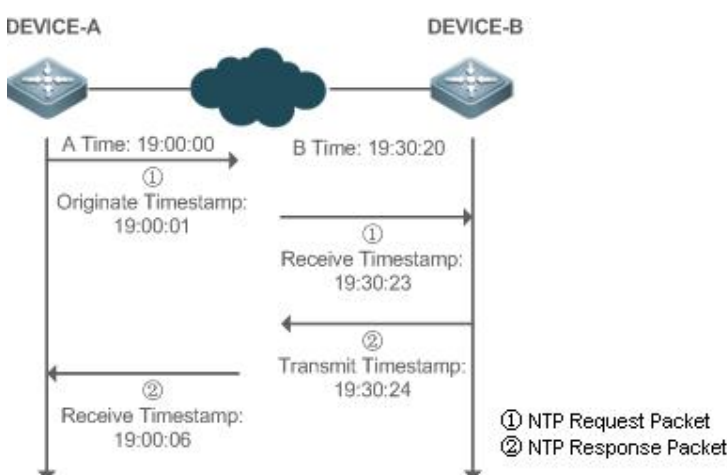 DEVICE-A
DEVICE-B
A Time: 19:00:00
B Time: 19:30:20
①
Originate Timestamp:
19:00:01
①
Receive Timestamp:
19:30:23
②
Transmit Timestamp:
19:30:24
②
Receive Timestamp:
19:00:06
① NTP Request Packet
② NTP Response Packet